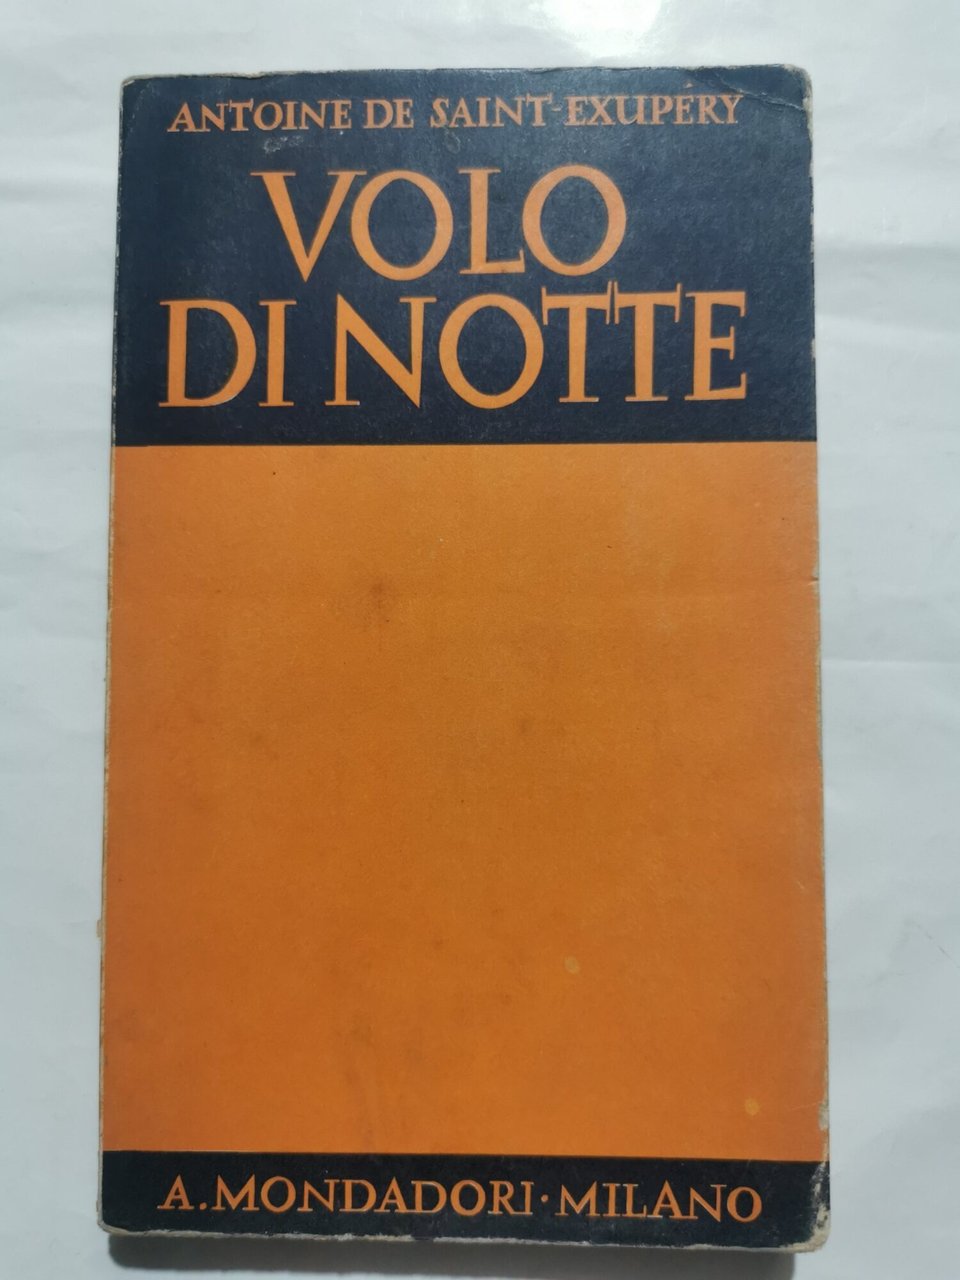 ANTOINE DE SAINT-EXUPÉRY
VOLO
DI NOTTE
A. MONDADORI · MILANO